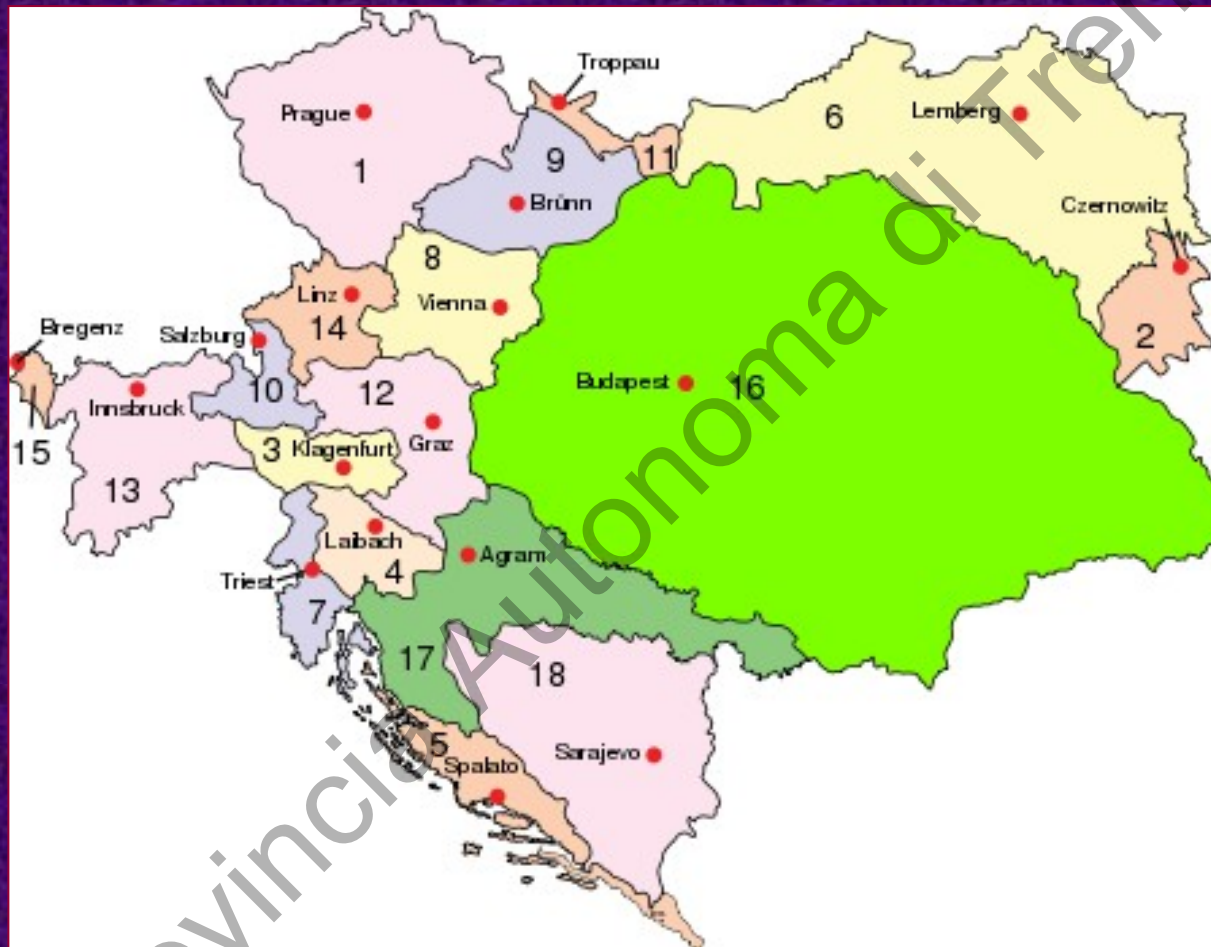 Troppau
Prague
6
Lemberg
9
11
1
Brünn
Czernowitz
8
Linz
Vienna
Bregenz
Salzburg
14
2
Budapest
16
Innsbruck
10
12
15
3
Klagenfurt
Graz
13
Laibach
Agram
Triest
4
7
17
18
5
Spalato
Sarajevo
Provincia Autonoma di Tren